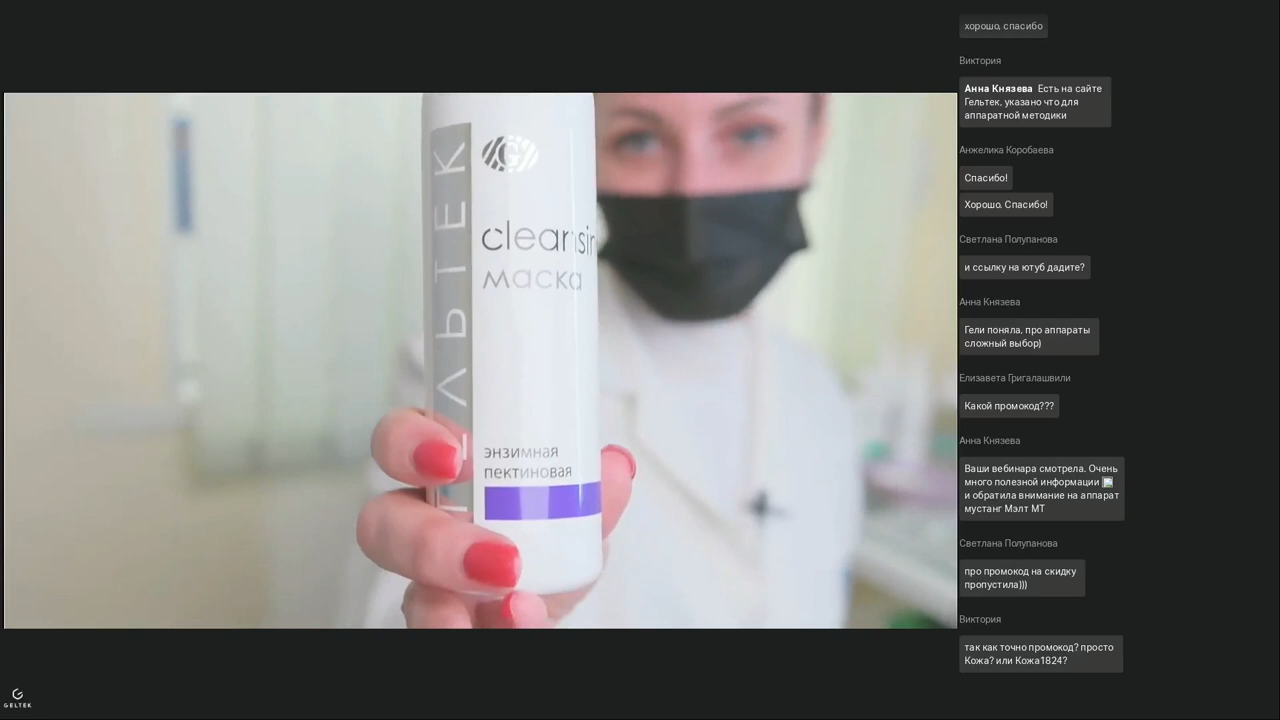 ГЕЛЬТЕК
cleansin
маска
энзимная
пектиновая
GELTEK
хорошо, спасибо
Виктория
Анна Князева Есть на сайте
Гельтек, указано что для
аппаратной методики
Анжелика Коробаева
Спасибо!
Хорошо. Спасибо!
Светлана Полупанова
и ссылку на ютуб дадите?
Анна Князева
Гели поняла, про аппараты
сложный выбор)
Елизавета Григалашвили
Какой промокод???
Анна Князева
Ваши вебинара смотрела. Очень
много полезной информации
и обратила внимание на аппарат
мустанг Мэлт МТ
Светлана Полупанова
про промокод на скидку
пропустила)))
Виктория
так как точно промокод? просто
Кожа? или Кожа1824?